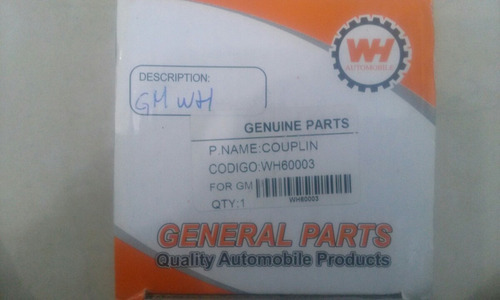 WH
AUTOMOBILE
DESCRIPTION:
GM WH
GENUINE PARTS
P.NAME:COUPLIN
CODIGO:WH60003
FOR GM
WH60003
QTY:1
GENERAL PARTS
Quality Automobile Products